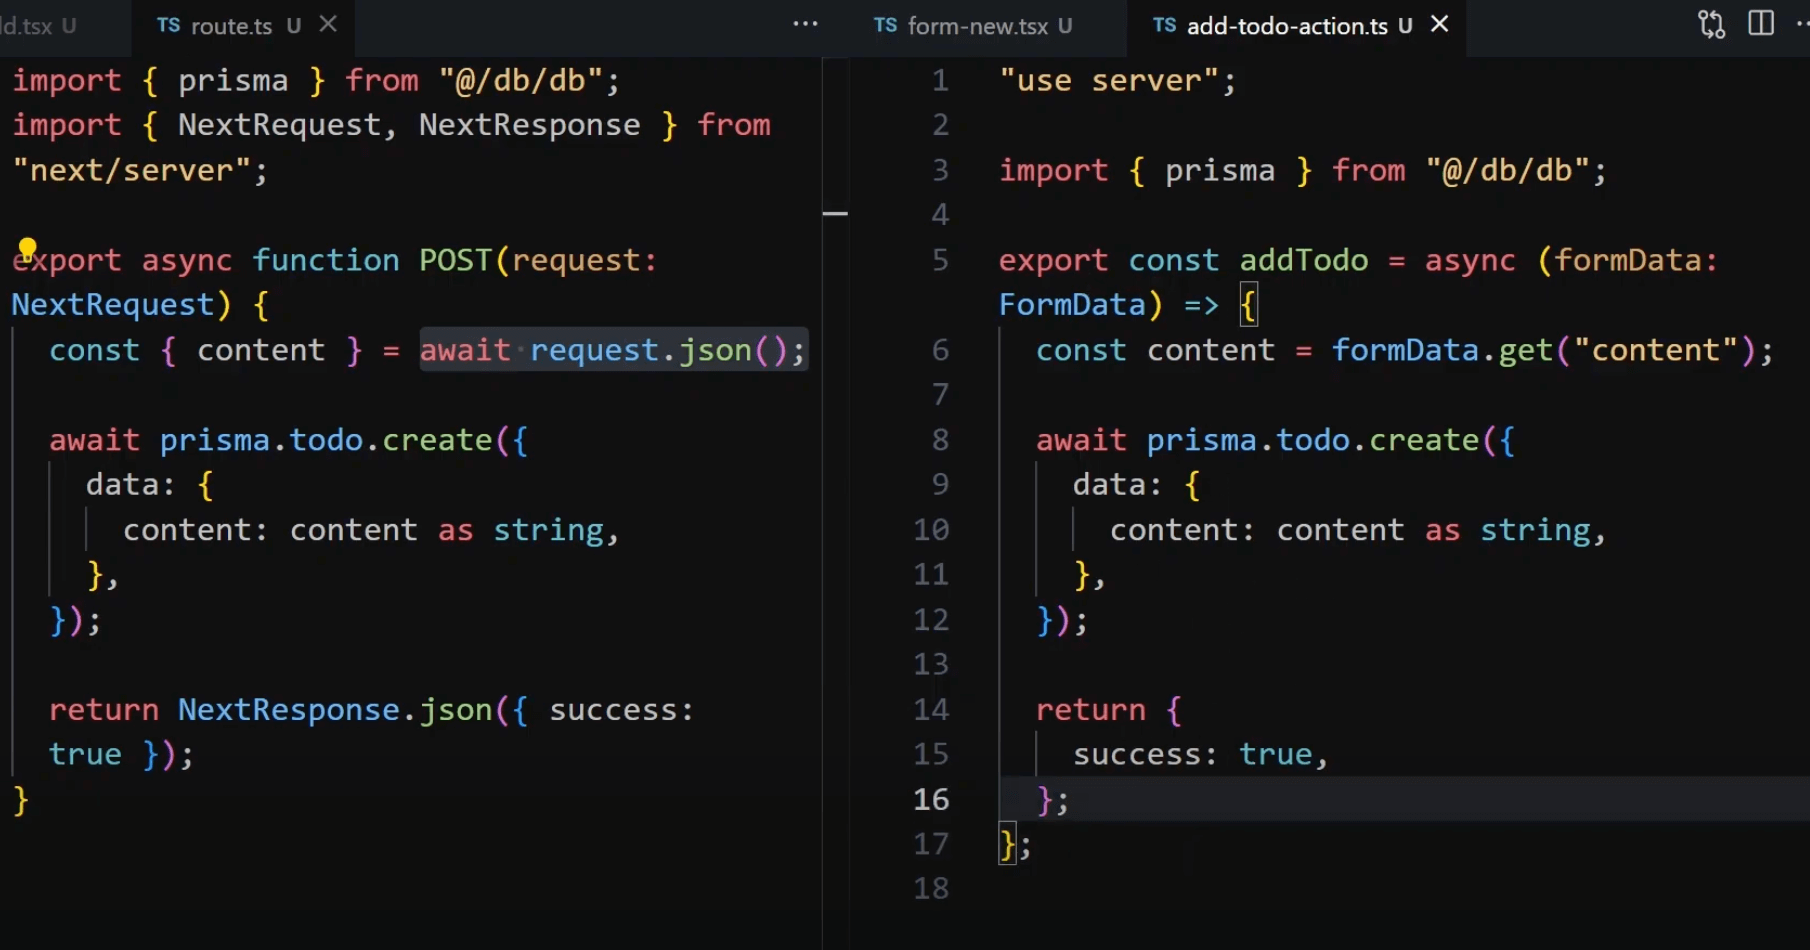 d.tsx U
TS route.ts U
import { prisma } from "@/db/db";
import { NextRequest, NextResponse } from
"next/server";
export async function POST(request:
NextRequest) {
const { content } = await request.json();
await prisma.todo.create({
data: {
content: content as string,
},
});
return NextResponse.json({ success:
true });
}
TS form-new.tsx U
TS add-todo-action.ts U
1 "use server";
2
3 import { prisma } from "@/db/db";
4
5 export const addTodo = async (formData:
FormData) => {
6 const content = formData.get("content");
7
8 await prisma.todo.create({
9 data: {
10 content: content as string,
11 },
12 });
13
14 return {
15 success: true,
16 };
17 };
18